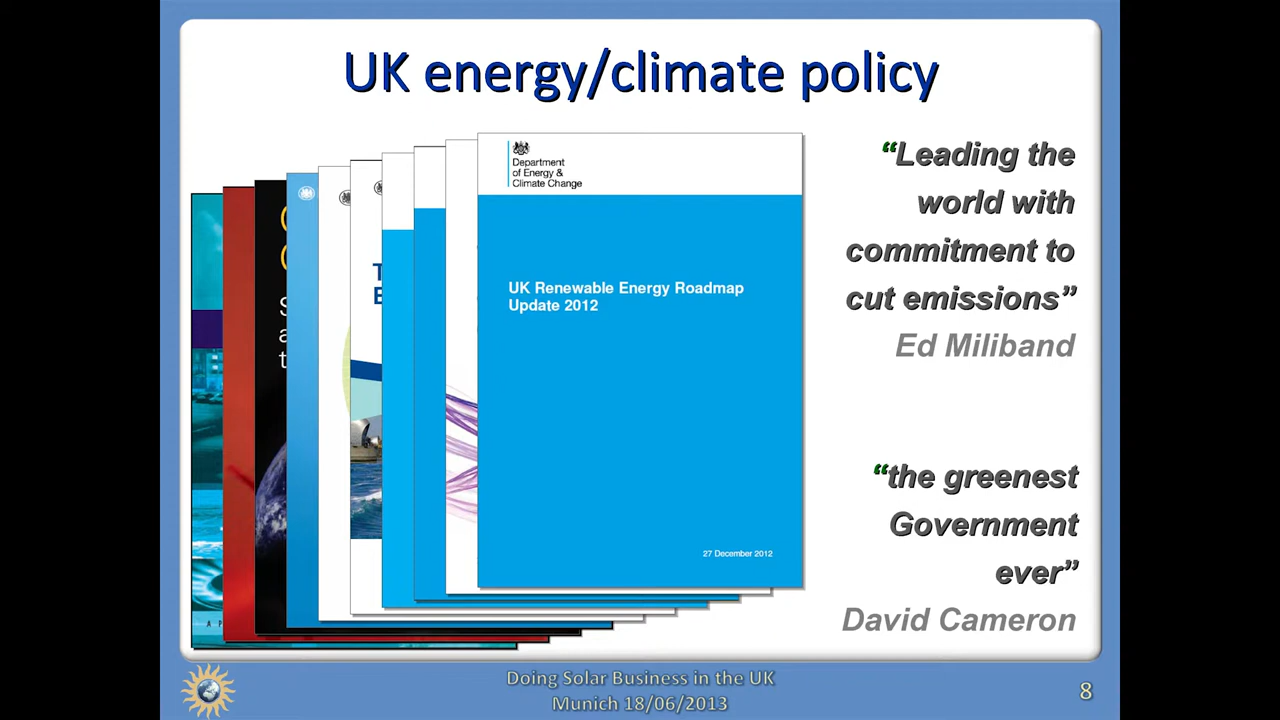 UK energy/climate policy
Department
of Energy &
Climate Change
UK Renewable Energy Roadmap
Update 2012
27 December 2012
“Leading the
world with
commitment to
cut emissions”
Ed Miliband
“the greenest
Government
ever”
David Cameron
Doing Solar Business in the UK
Munich 18/06/2013
8